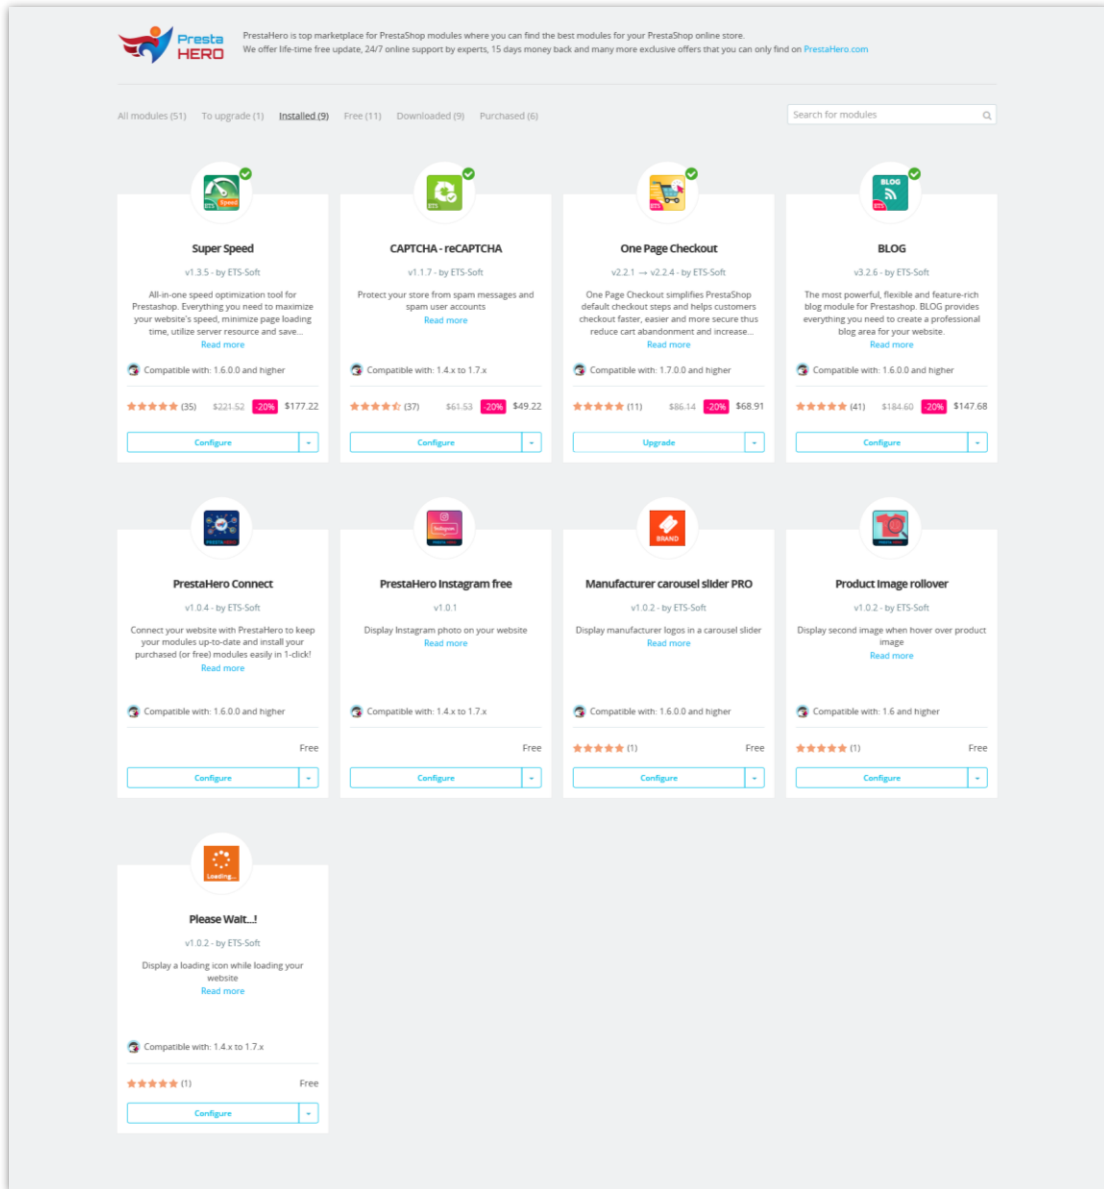 Presta
HERO
PrestaHero is top marketplace for PrestaShop modules where you can find the best modules for your PrestaShop online store.
We offer life-time free update, 24/7 online support by experts, 15 days money back and many more exclusive offers that you can only find on PrestaHero.com
All modules (51) To upgrade (1) Installed (9) Free (11) Downloaded (9) Purchased (6)
Search for modules
Speed
Super Speed
v1.3.5 - by ETS-Soft
All-in-one speed optimization tool for
Prestashop. Everything you need to maximize
your website's speed, minimize page loading
time, utilize server resource and save...
Read more
Compatible with: 1.6.0.0 and higher
(35) $221.52 -20% $177.22
Configure
ETS
CAPTCHA - reCAPTCHA
v1.1.7 - by ETS-Soft
Protect your store from spam messages and
spam user accounts
Read more
Compatible with: 1.4.x to 1.7.x
(37) $61.53 -20% $49.22
Configure
One Page Checkout
v2.2.1 → v2.2.4 - by ETS-Soft
One Page Checkout simplifies PrestaShop
default checkout steps and helps customers
checkout faster, easier and more secure thus
reduce cart abandonment and increase...
Read more
Compatible with: 1.7.0.0 and higher
(11) $86.14 -20% $68.91
Upgrade
BLOG
BLOG
v3.2.6 - by ETS-Soft
The most powerful, flexible and feature-rich
blog module for Prestashop. BLOG provides
everything you need to create a professional
blog area for your website.
Read more
Compatible with: 1.6.0.0 and higher
(41) $184.60 -20% $147.68
Configure
PRESTAHERO
PrestaHero Connect
v1.0.4 - by ETS-Soft
Connect your website with PrestaHero to keep
your modules up-to-date and install your
purchased (or free) modules easily in 1-click!
Read more
Compatible with: 1.6.0.0 and higher
Free
Configure
Instagram
PrestaHero Instagram free
v1.0.1
Display Instagram photo on your website
Read more
Compatible with: 1.4.x to 1.7.x
Free
Configure
BRAND
Manufacturer carousel slider PRO
v1.0.2 - by ETS-Soft
Display manufacturer logos in a carousel slider
Read more
Compatible with: 1.6.0.0 and higher
(1) Free
Configure
Product Image rollover
v1.0.2 - by ETS-Soft
Display second image when hover over product
image
Read more
Compatible with: 1.6 and higher
(1) Free
Configure
Loading...
Please Wait...!
v1.0.2 - by ETS-Soft
Display a loading icon while loading your
website
Read more
Compatible with: 1.4.x to 1.7.x
(1) Free
Configure